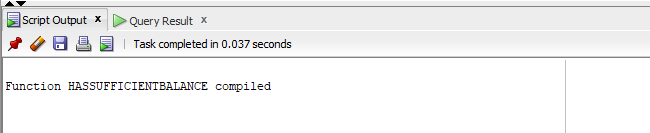 Script Output x Query Result x
Task completed in 0.037 seconds
Function HASSUFFICIENTBALANCE compiled